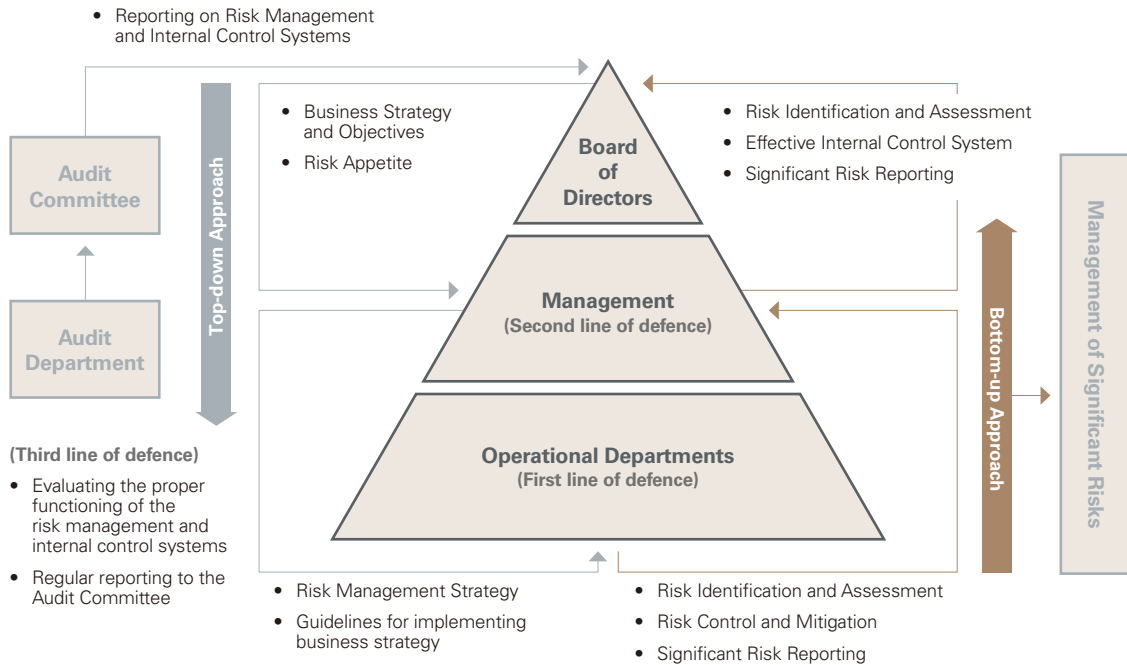 • Reporting on Risk Management
and Internal Control Systems
Audit
Committee
Audit
Department
(Third line of defence)
• Evaluating the proper
functioning of the
risk management and
internal control systems
• Regular reporting to the
Audit Committee
Top-down Approach
• Business Strategy
and Objectives
• Risk Appetite
Board
of
Directors
• Risk Identification and Assessment
• Effective Internal Control System
• Significant Risk Reporting
Management
(Second line of defence)
Operational Departments
(First line of defence)
• Risk Management Strategy
• Guidelines for implementing
business strategy
• Risk Identification and Assessment
• Risk Control and Mitigation
• Significant Risk Reporting
Bottom-up Approach
Management of Significant Risks